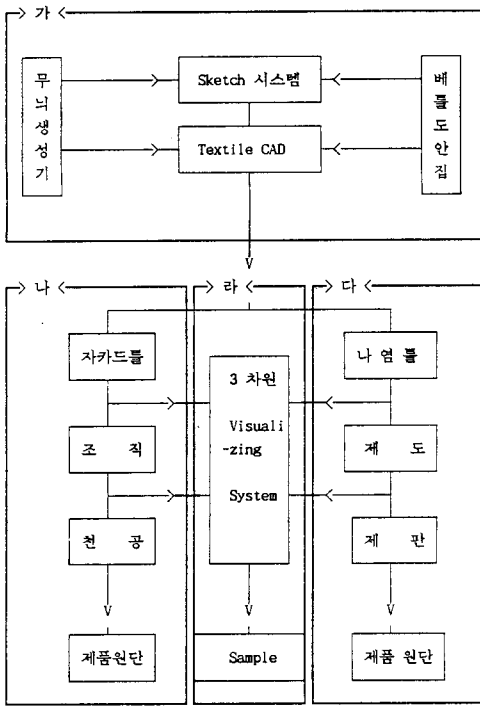 > 가 <
무늬생성기
Sketch 시스템
베틀도안집
Textile CAD
> 나 <
> 라 <
> 다 <
자카드틀
나 염 틀
3 차원
Visuali
-zing
System
조 직
제 도
천 공
제 판
제품원단
Sample
제품 원단